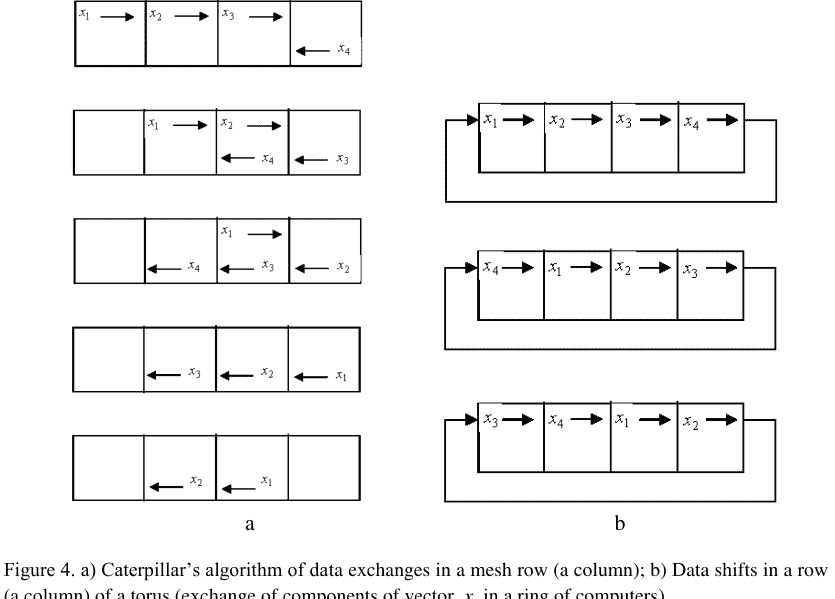 x1 x2 x3
x4
x1 x2
x4 x3
x1
x4 x3 x2
x3 x2 x1
x2 x1
a
x1 x2 x3 x4
x4 x1 x2 x3
x3 x4 x1 x2
b
Figure 4. a) Caterpillar's algorithm of data exchanges in a mesh row (a column); b) Data shifts in a row
(a column) of a torus (exchange of components of vector x in a ring of computers)